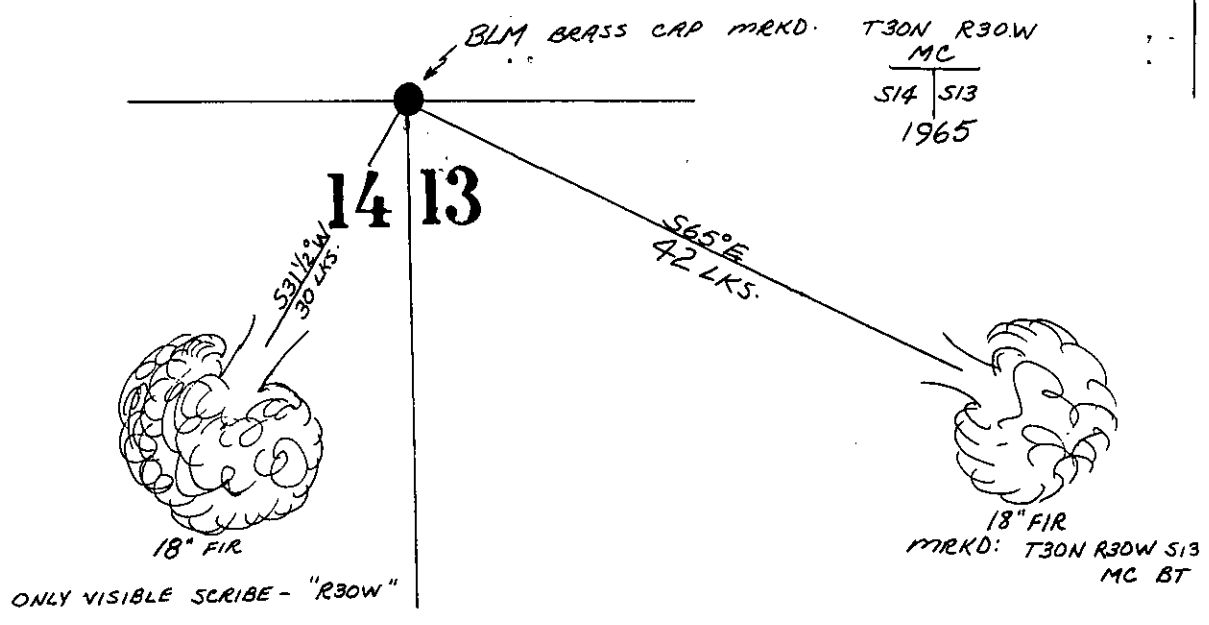 BLM BRASS CAP MRKD. T30N R30W
MC
S14 S13
1965
14 13
S31½°W
30 LKS.
S65°E
42 LKS.
18" FIR
ONLY VISIBLE SCRIBE - "R30W"
18" FIR
MRKD: T30N R30W S13
MC BT